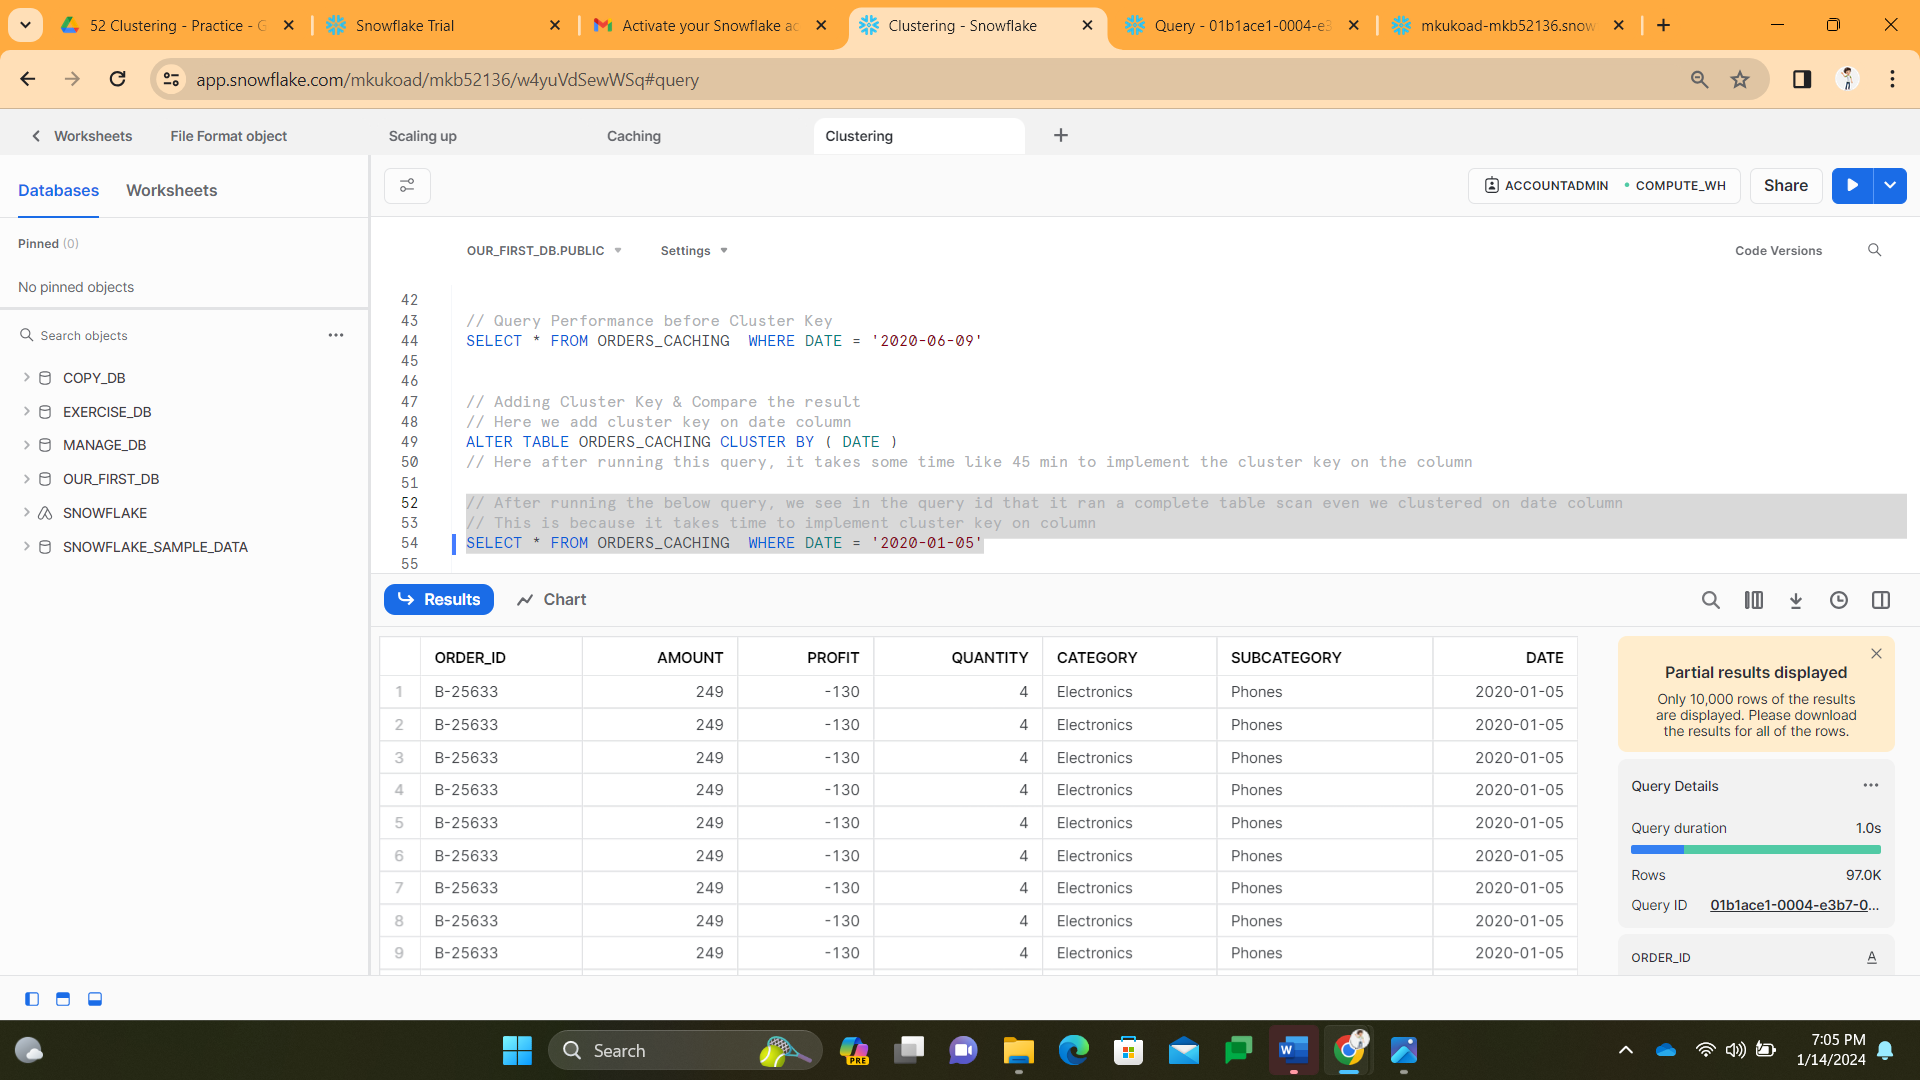 52 Clustering - Practice - G
Snowflake Trial
Activate your Snowflake ac
Clustering - Snowflake
Query - 01b1ace1-0004-e3
mkukoad-mkb52136.snow
app.snowflake.com/mkukoad/mkb52136/w4yuVdSewWSq#query
Worksheets
File Format object
Scaling up
Caching
Clustering
Databases
Worksheets
ACCOUNTADMIN
COMPUTE_WH
Share
Pinned (0)
No pinned objects
Search objects
COPY_DB
EXERCISE_DB
MANAGE_DB
OUR_FIRST_DB
SNOWFLAKE
SNOWFLAKE_SAMPLE_DATA
OUR_FIRST_DB.PUBLIC
Settings
Code Versions
42
43 // Query Performance before Cluster Key
44 SELECT * FROM ORDERS_CACHING  WHERE DATE = '2020-06-09'
45
46
47 // Adding Cluster Key & Compare the result
48 // Here we add cluster key on date column
49 ALTER TABLE ORDERS_CACHING CLUSTER BY ( DATE )
50 // Here after running this query, it takes some time like 45 min to implement the cluster key on the column
51
52 // After running the below query, we see in the query id that it ran a complete table scan even we clustered on date column
53 // This is because it takes time to implement cluster key on column
54 SELECT * FROM ORDERS_CACHING  WHERE DATE = '2020-01-05'
55
Results
Chart
ORDER_ID AMOUNT PROFIT QUANTITY CATEGORY SUBCATEGORY DATE
1 B-25633 249 -130 4 Electronics Phones 2020-01-05
2 B-25633 249 -130 4 Electronics Phones 2020-01-05
3 B-25633 249 -130 4 Electronics Phones 2020-01-05
4 B-25633 249 -130 4 Electronics Phones 2020-01-05
5 B-25633 249 -130 4 Electronics Phones 2020-01-05
6 B-25633 249 -130 4 Electronics Phones 2020-01-05
7 B-25633 249 -130 4 Electronics Phones 2020-01-05
8 B-25633 249 -130 4 Electronics Phones 2020-01-05
9 B-25633 249 -130 4 Electronics Phones 2020-01-05
Partial results displayed
Only 10,000 rows of the results
are displayed. Please download
the results for all of the rows.
Query Details
Query duration 1.0s
Rows 97.0K
Query ID 01b1ace1-0004-e3b7-0...
ORDER_ID A
Search
PRE
W
7:05 PM
1/14/2024